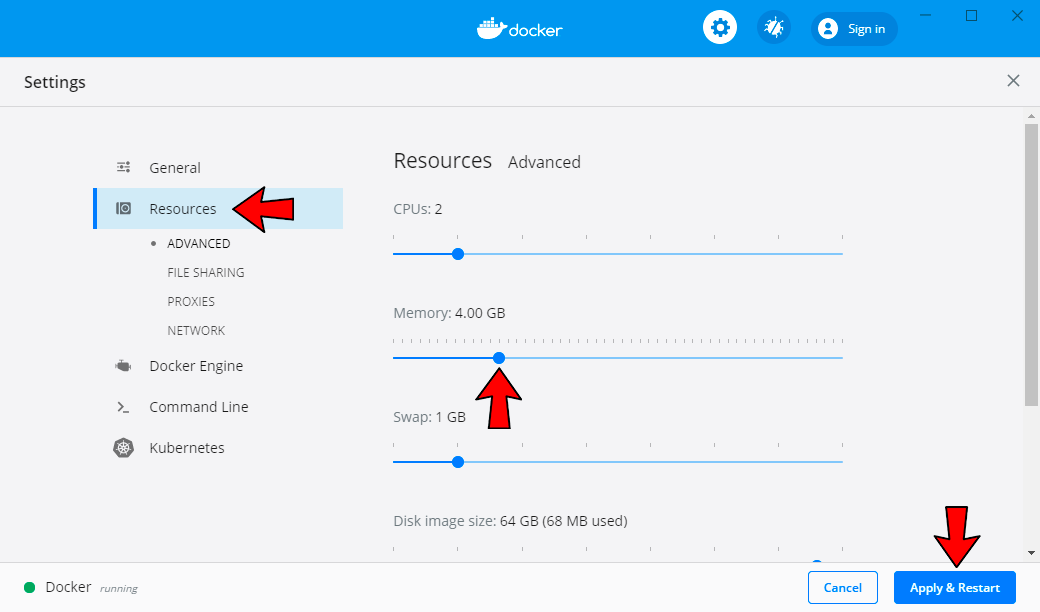 docker
Sign in
Settings
General
Resources
ADVANCED
FILE SHARING
PROXIES
NETWORK
Docker Engine
Command Line
Kubernetes
Resources Advanced
CPUs: 2
Memory: 4.00 GB
Swap: 1 GB
Disk image size: 64 GB (68 MB used)
Docker running
Cancel
Apply & Restart